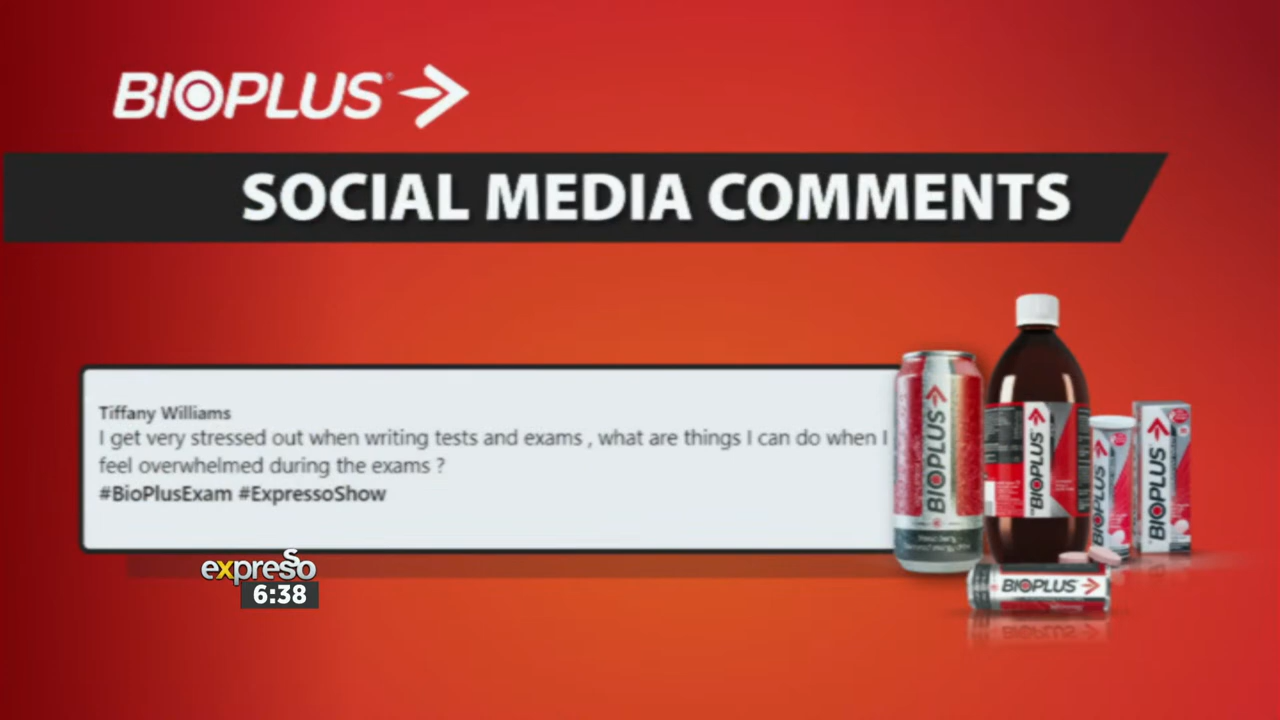 BIOPLUS
SOCIAL MEDIA COMMENTS
Tiffany Williams
I get very stressed out when writing tests and exams , what are things I can do when I
feel overwhelmed during the exams ?
#BioPlusExam #ExpressoShow
expresso
6:38
BIOPLUS
BIOPLUS
BIOPLUS
BIOPLUS
BIOPLUS